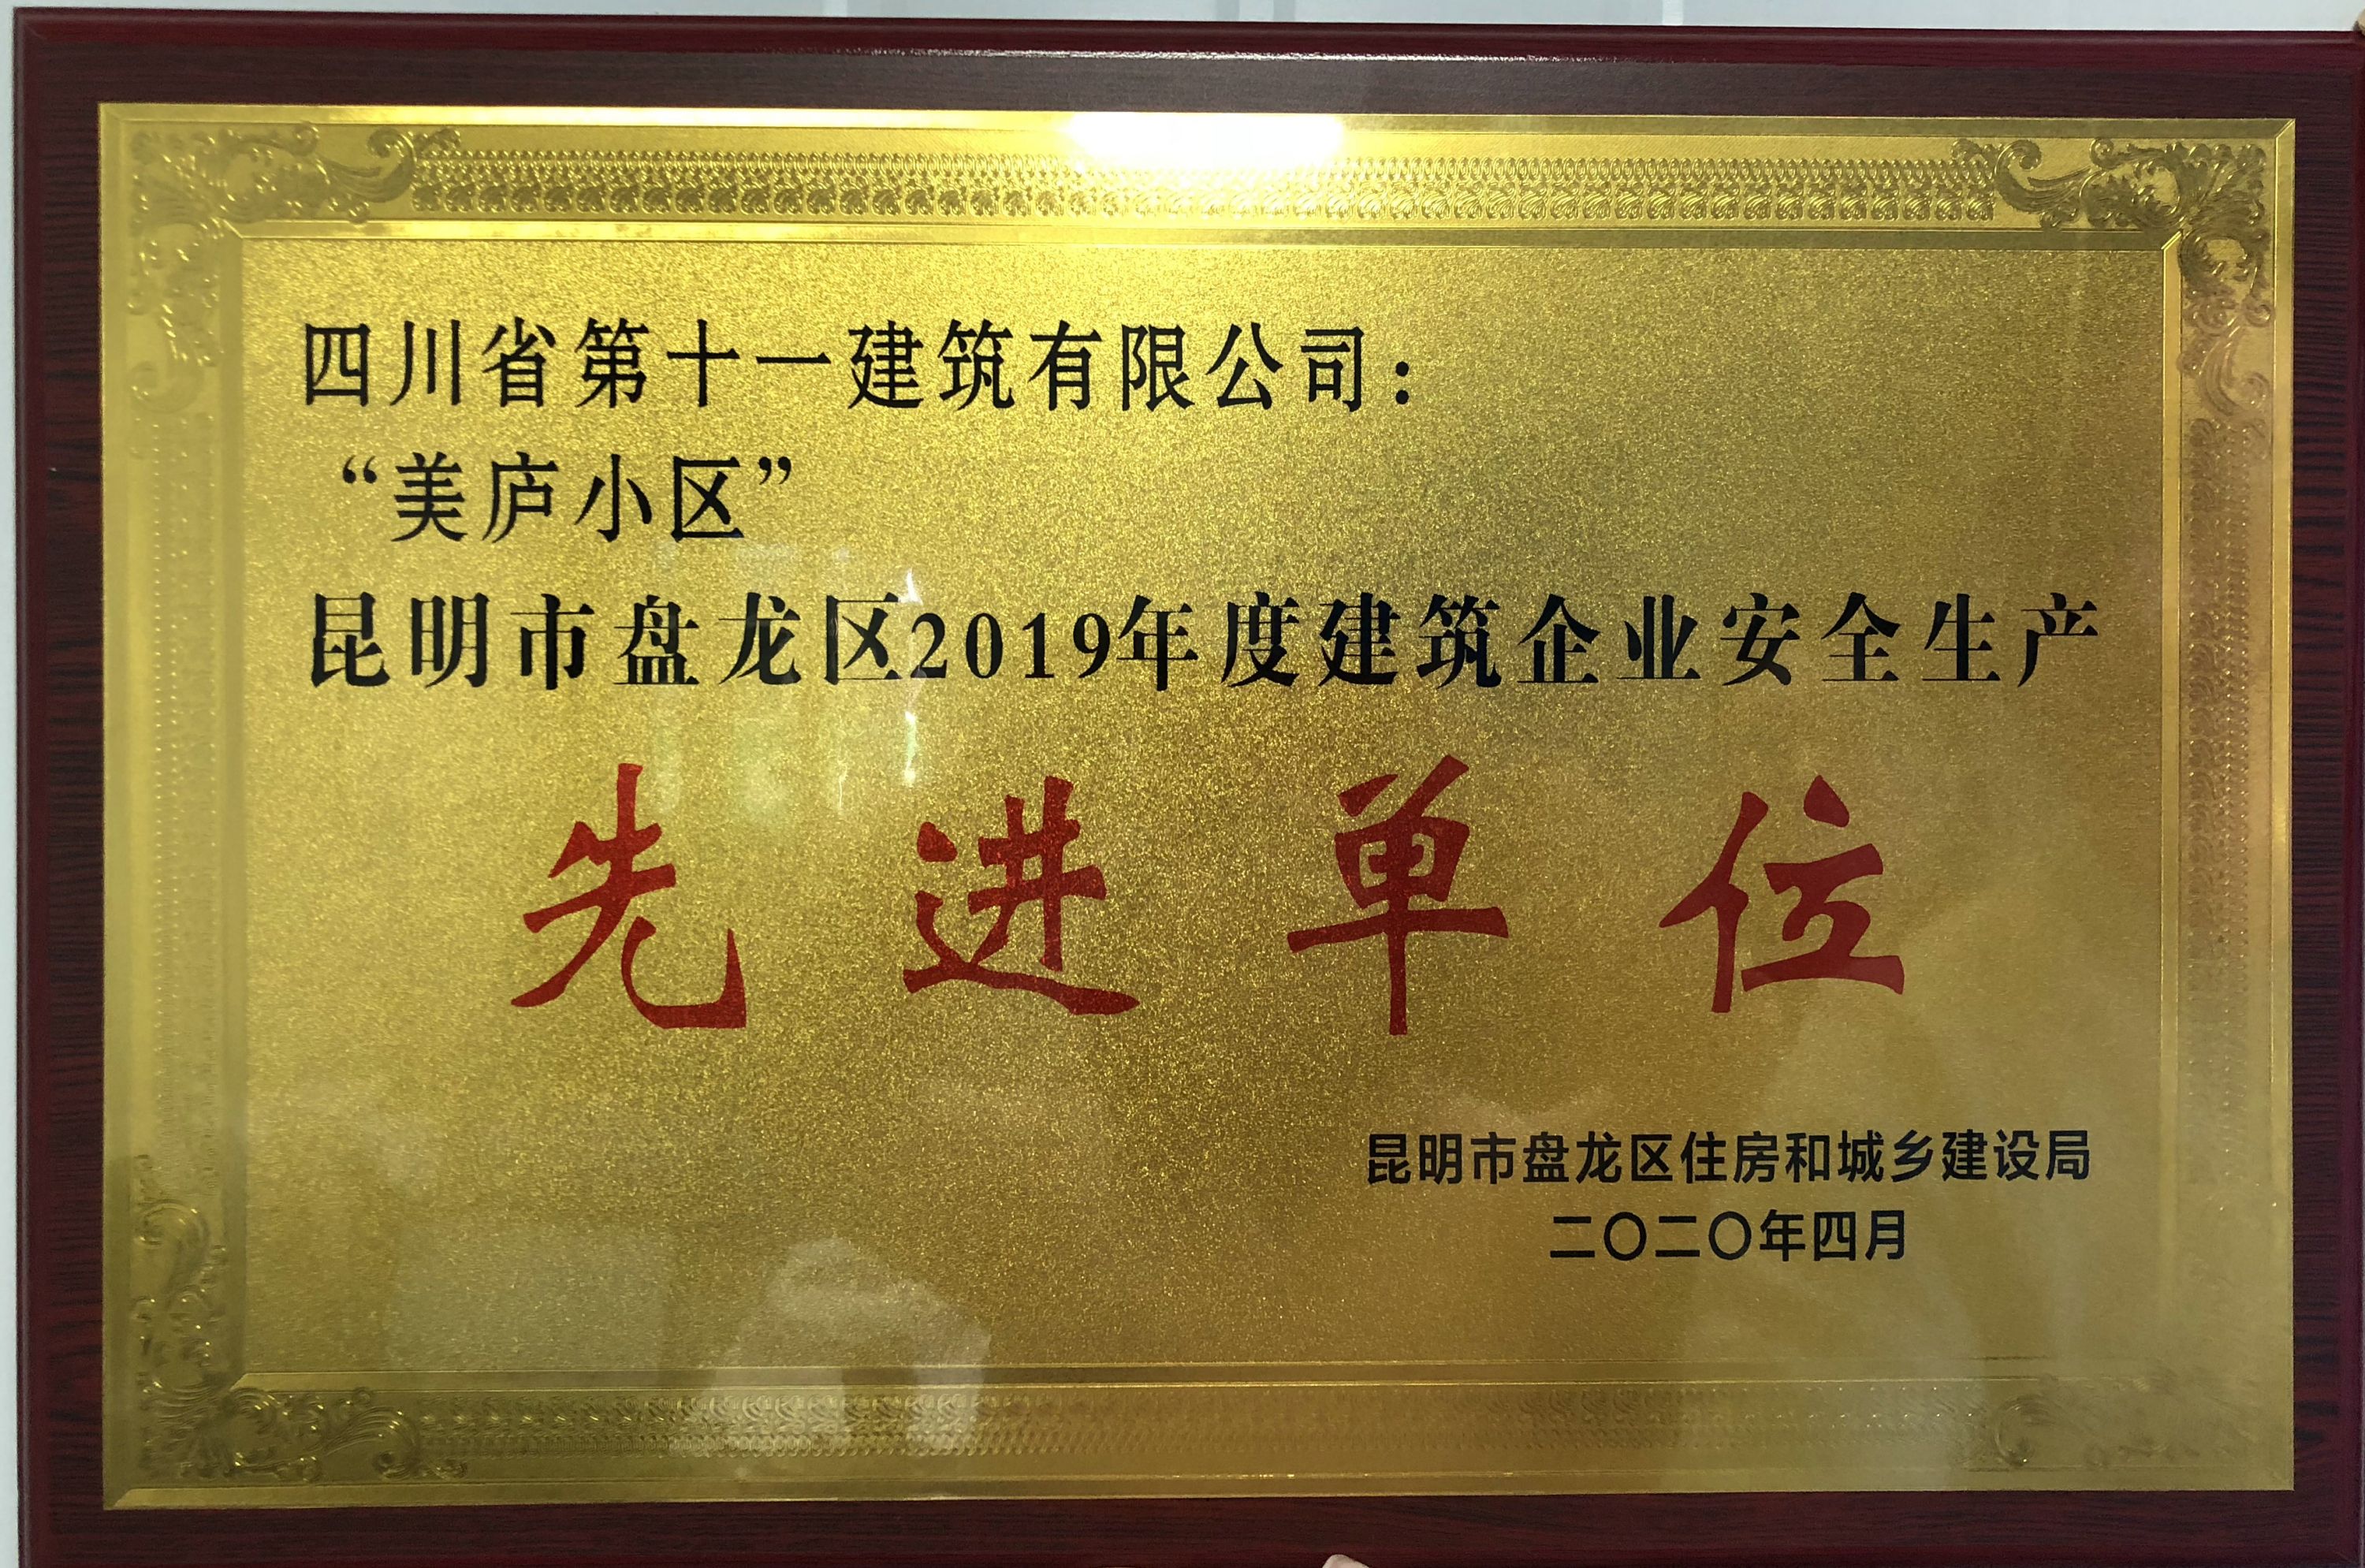 四川省第十一建筑有限公司：
“美庐小区”
昆明市盘龙区2019年度建筑企业安全生产
先进单位
昆明市盘龙区住房和城乡建设局
二〇二〇年四月